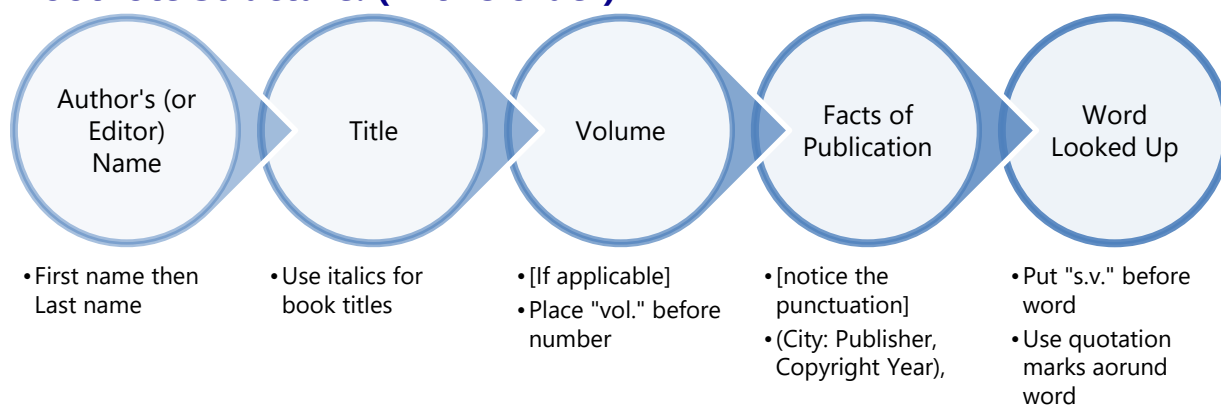 Author's (or
Editor)
Name
Title
Volume
Facts of
Publication
Word
Looked Up
•First name then
Last name
•Use italics for
book titles
•[If applicable]
•Place "vol." before
number
•[notice the
punctuation]
•(City: Publisher,
Copyright Year),
•Put "s.v." before
word
•Use quotation
marks aorund
word